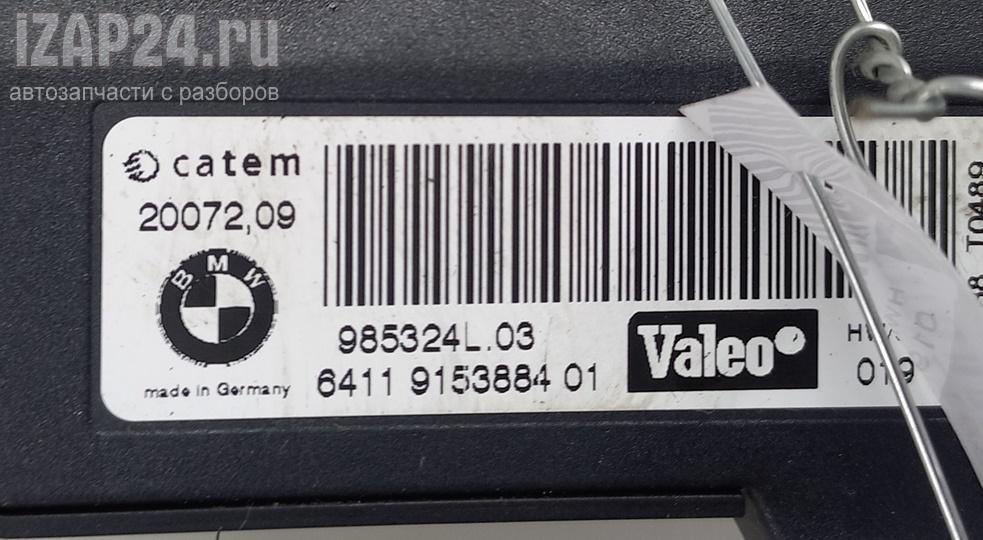 iZAP24.ru
автозапчасти с разборов
catem
20072,09
BMW
made in Germany
985324L.03
6411 9153884 01
Valeo
019
T0489